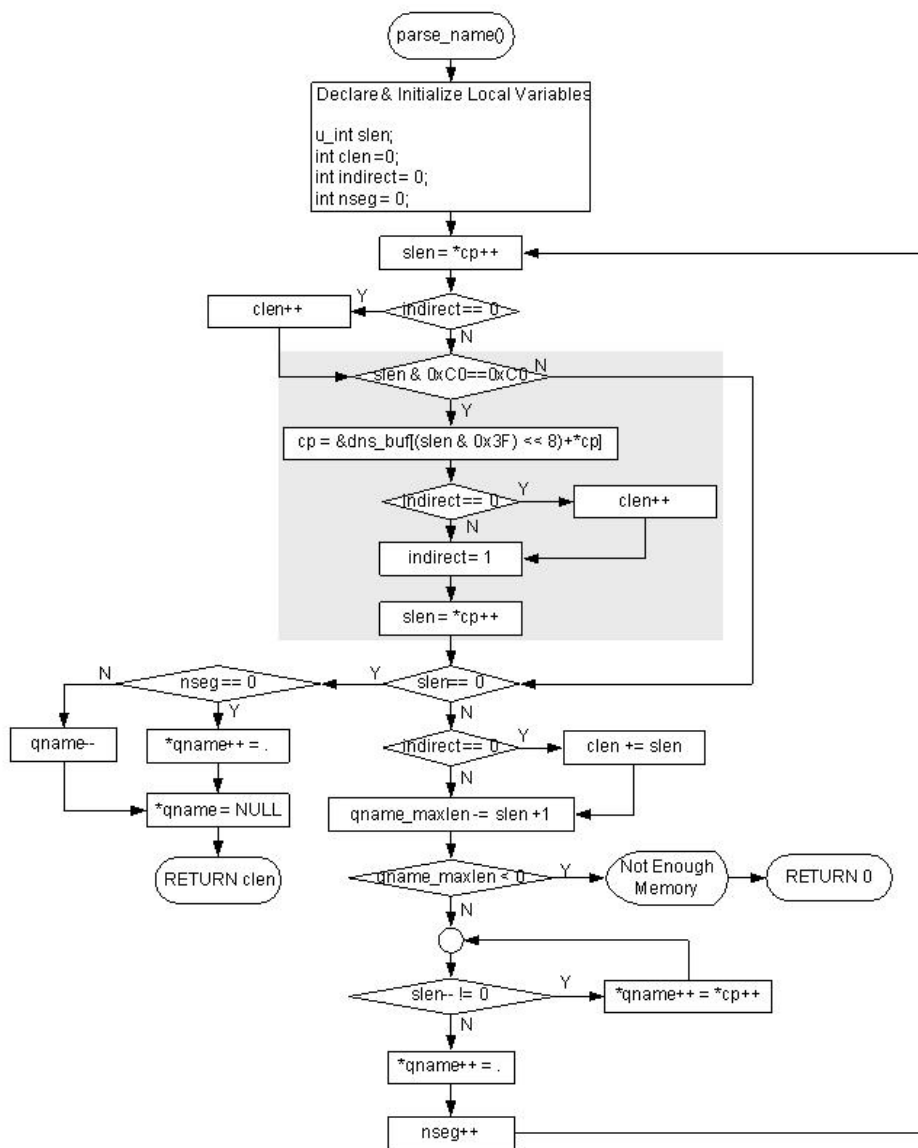 parse_name()
Declare & Initialize Local Variables
u_int slen;
int clen =0;
int indirect = 0;
int nseg = 0;
slen = *cp++
indirect == 0
Y
clen++
N
slen & 0xC0==0xC0
N
Y
cp = &dns_buf[(slen & 0x3F) << 8)+*cp]
indirect == 0
Y
clen++
N
indirect = 1
slen = *cp++
slen== 0
Y
nseg == 0
N
Y
N
qname--
*qname++ = .
indirect == 0
Y
clen += slen
N
*qname = NULL
qname_maxlen -= slen +1
RETURN clen
qname_maxlen < 0
Y
Not Enough
Memory
RETURN 0
N
slen-- != 0
Y
*qname++ = *cp++
N
*qname++ = .
nseg++